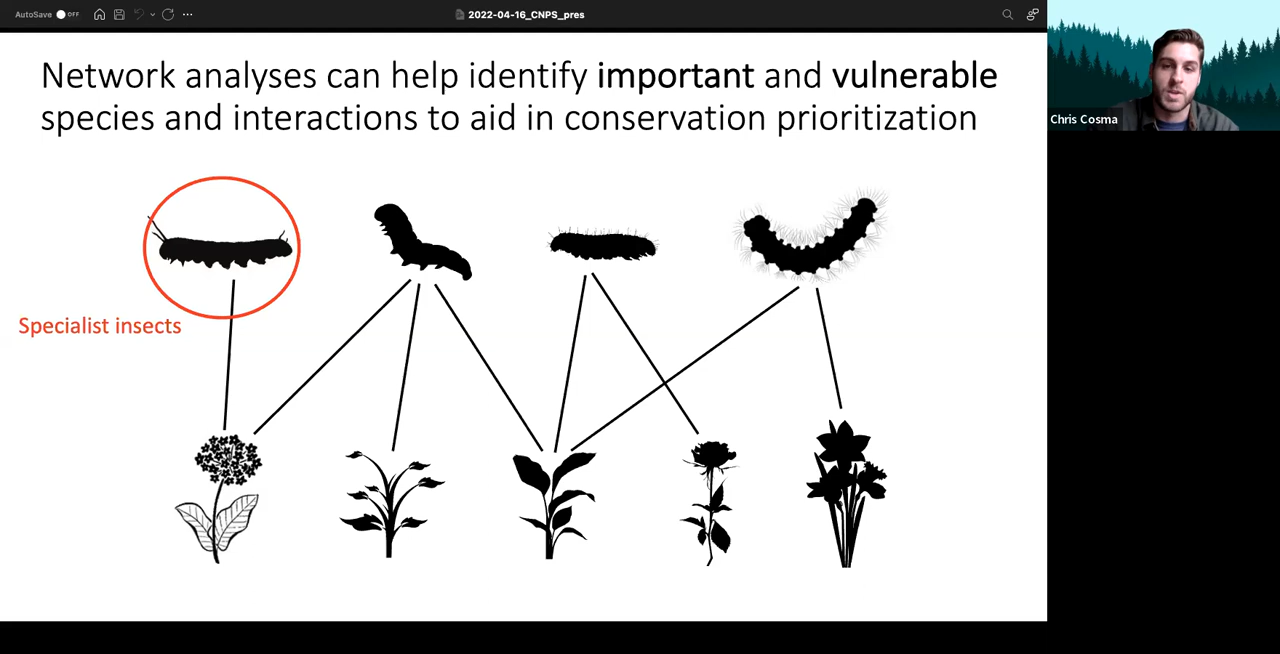 AutoSave OFF
2022-04-16_CNPS_pres
Network analyses can help identify important and vulnerable
species and interactions to aid in conservation prioritization
Chris Cosma
Specialist insects